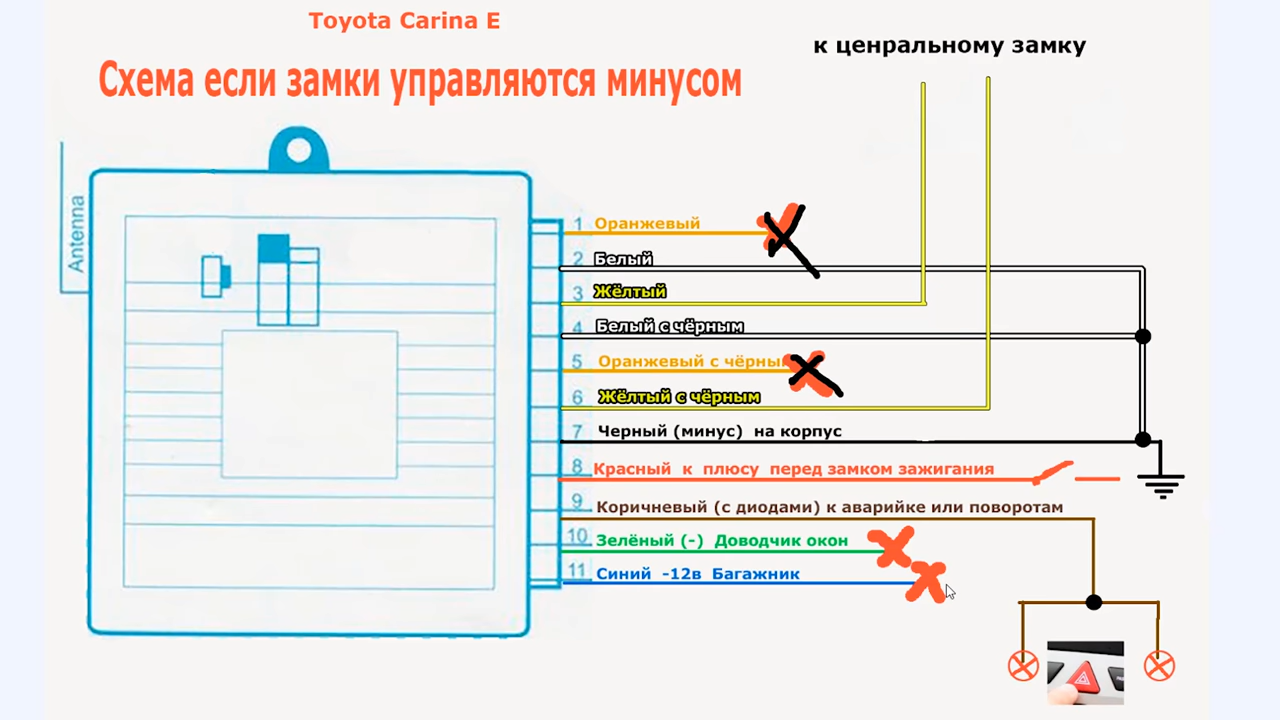 Toyota Carina E
к ценральному замку
Схема если замки управляются минусом
Antenna
1 Оранжевый
2 Белый
3 Жёлтый
4 Белый с чёрным
5 Оранжевый с чёрны
6 Жёлтый с чёрным
7 Черный (минус) на корпус
8 Красный к плюсу перед замком зажигания
9 Коричневый (с диодами) к аварийке или поворотам
10 Зелёный (-) Доводчик окон
11 Синий -12в Багажник